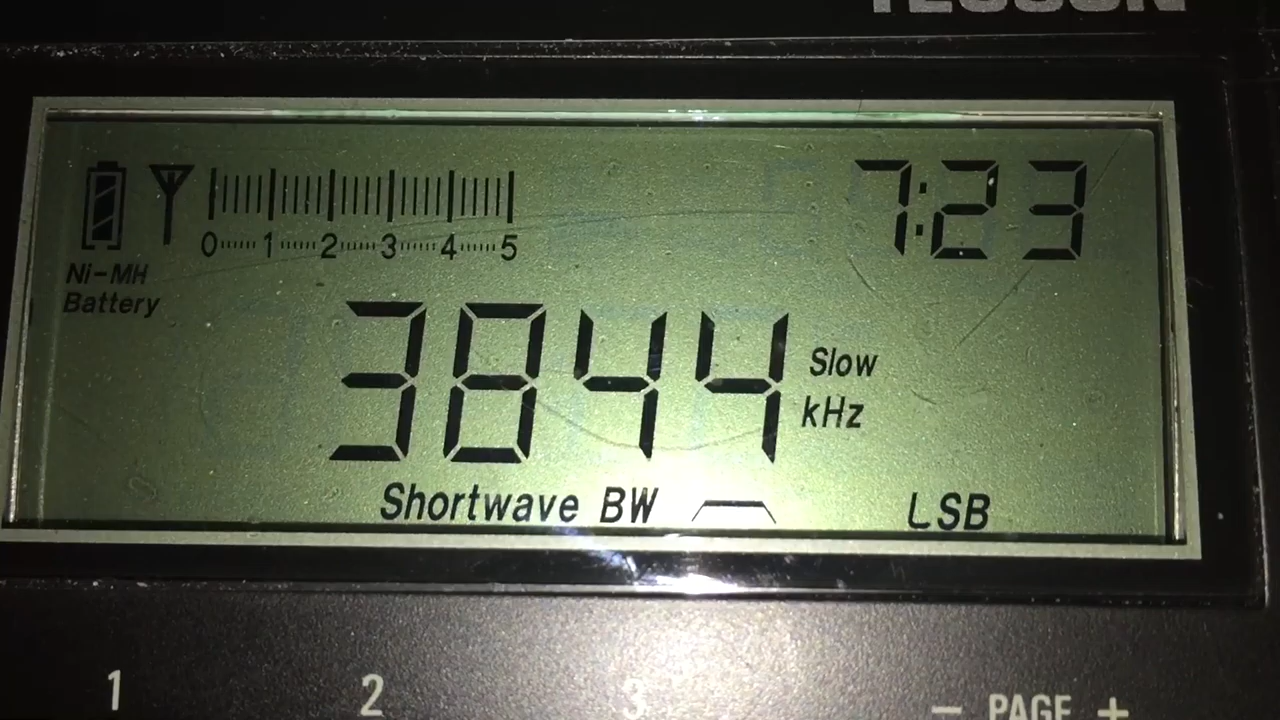 TECSUN
7:23
0 1 2 3 4 5
Ni-MH
Battery
3844
Slow
kHz
Shortwave BW
LSB
1 2 3 - PAGE +